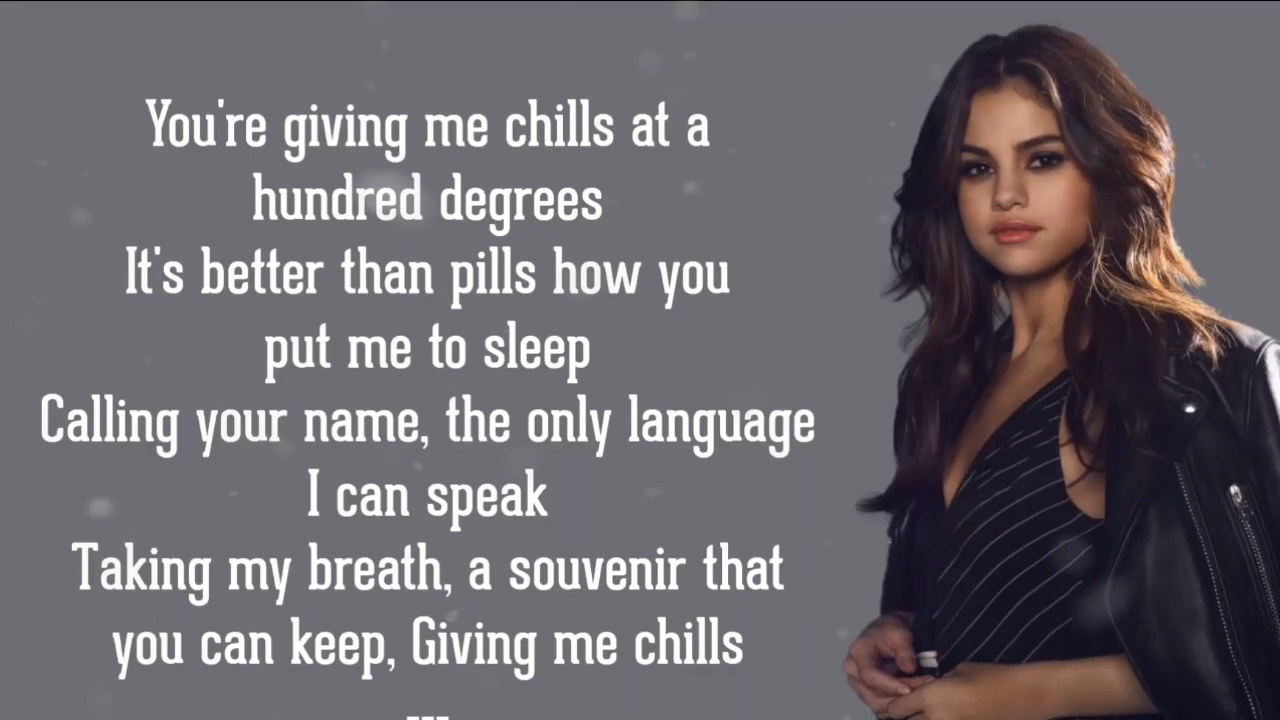 You're giving me chills at a
hundred degrees
It's better than pills how you
put me to sleep
Calling your name, the only language
I can speak
Taking my breath, a souvenir that
you can keep, Giving me chills